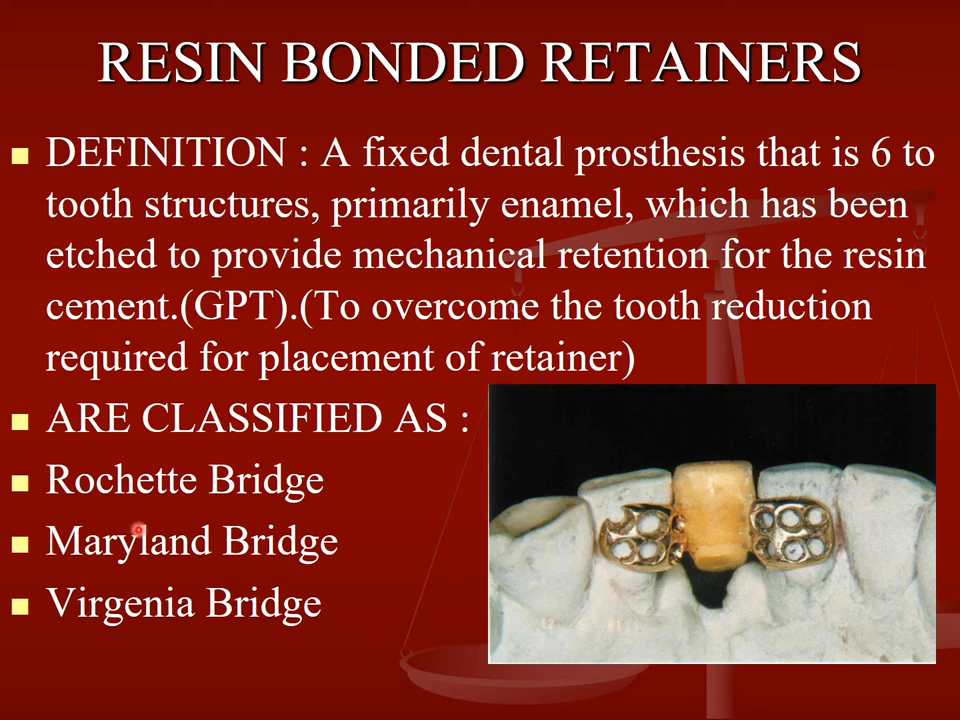 RESIN BONDED RETAINERS
DEFINITION : A fixed dental prosthesis that is 6 to
tooth structures, primarily enamel, which has been
etched to provide mechanical retention for the resin
cement.(GPT).(To overcome the tooth reduction
required for placement of retainer)
ARE CLASSIFIED AS :
Rochette Bridge
Maryland Bridge
Virgenia Bridge